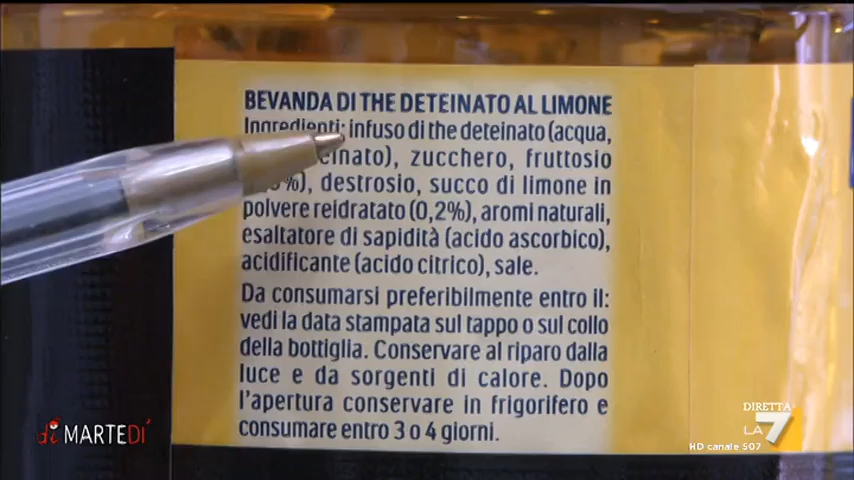 BEVANDA DI THE DETEINATO AL LIMONE
Ingredienti: infuso di the deteinato (acqua,
zucchero, fruttosio
destrosio, succo di limone in
polvere reidratato (0,2%), aromi naturali,
esaltatore di sapidità (acido ascorbico),
acidificante (acido citrico), sale.
Da consumarsi preferibilmente entro il:
vedi la data stampata sul tappo o sul collo
della bottiglia. Conservare al riparo dalla
luce e da sorgenti di calore. Dopo
l'apertura conservare in frigorifero e
consumare entro 3 o 4 giorni.
di MARTEDI'
DIRETTA
LA 7
HD canale 507